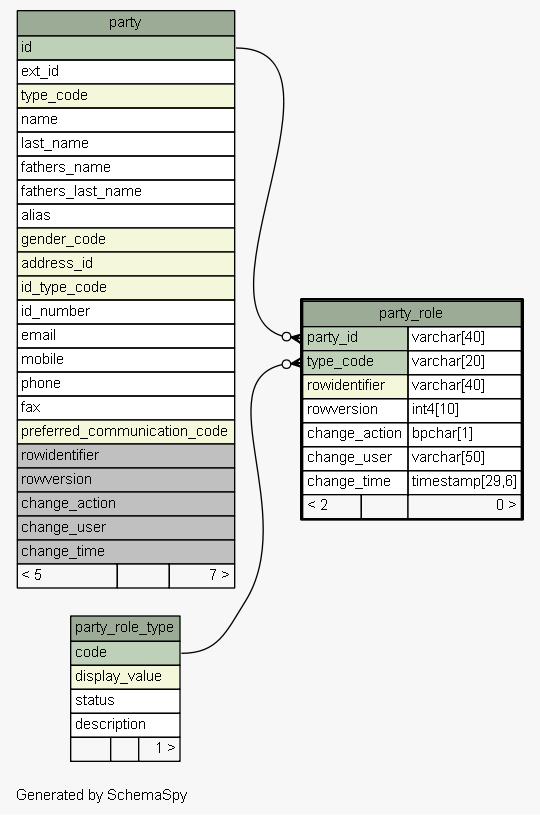 party
id
ext_id
type_code
name
last_name
fathers_name
fathers_last_name
alias
gender_code
address_id
id_type_code
id_number
email
mobile
phone
fax
preferred_communication_code
rowidentifier
rowversion
change_action
change_user
change_time
< 5 7 >
party_role
party_id varchar[40]
type_code varchar[20]
rowidentifier varchar[40]
rowversion int4[10]
change_action bpchar[1]
change_user varchar[50]
change_time timestamp[29,6]
< 2 0 >
party_role_type
code
display_value
status
description
1 >
Generated by SchemaSpy